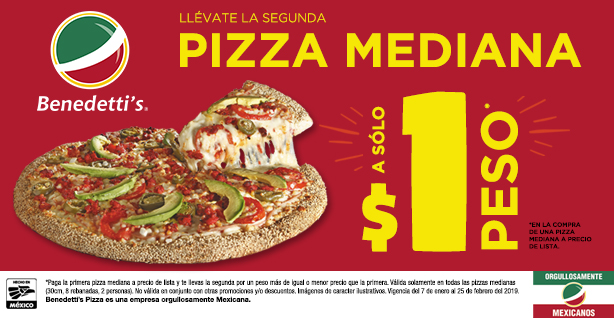 LLÉVATE LA SEGUNDA
PIZZA MEDIANA
Benedetti's®
A SÓLO
$1
PESO*
*EN LA COMPRA
DE UNA PIZZA
MEDIANA A PRECIO
DE LISTA.
HECHO EN
MÉXICO
*Paga la primera pizza mediana a precio de lista y te llevas la segunda por un peso más de igual o menor precio que la primera. Válida solamente en todas las pizzas medianas
(30cm, 8 rebanadas, 2 personas). No válida en conjunto con otras promociones y/o descuentos. Imágenes de caracter ilustrativos. Vigencia del 7 de enero al 25 de febrero del 2019.
Benedetti's Pizza es una empresa orgullosamente Mexicana.
ORGULLOSAMENTE
MEXICANOS